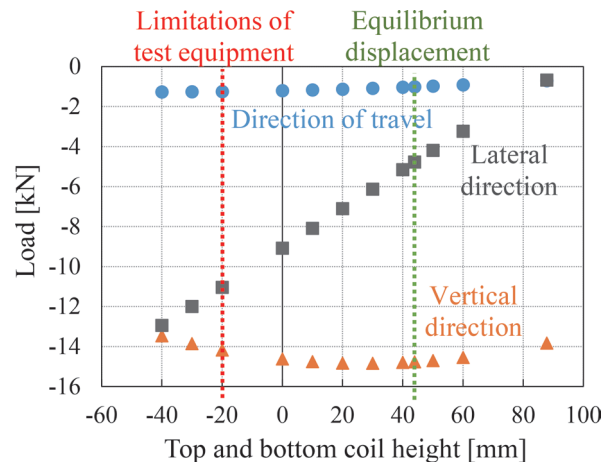 Limitations of
test equipment
Equilibrium
displacement
0
-2
-4
-6
-8
-10
-12
-14
-16
Load [kN]
Direction of travel
Lateral
direction
Vertical
direction
-60
-40
-20
0
20
40
60
80
100
Top and bottom coil height [mm]